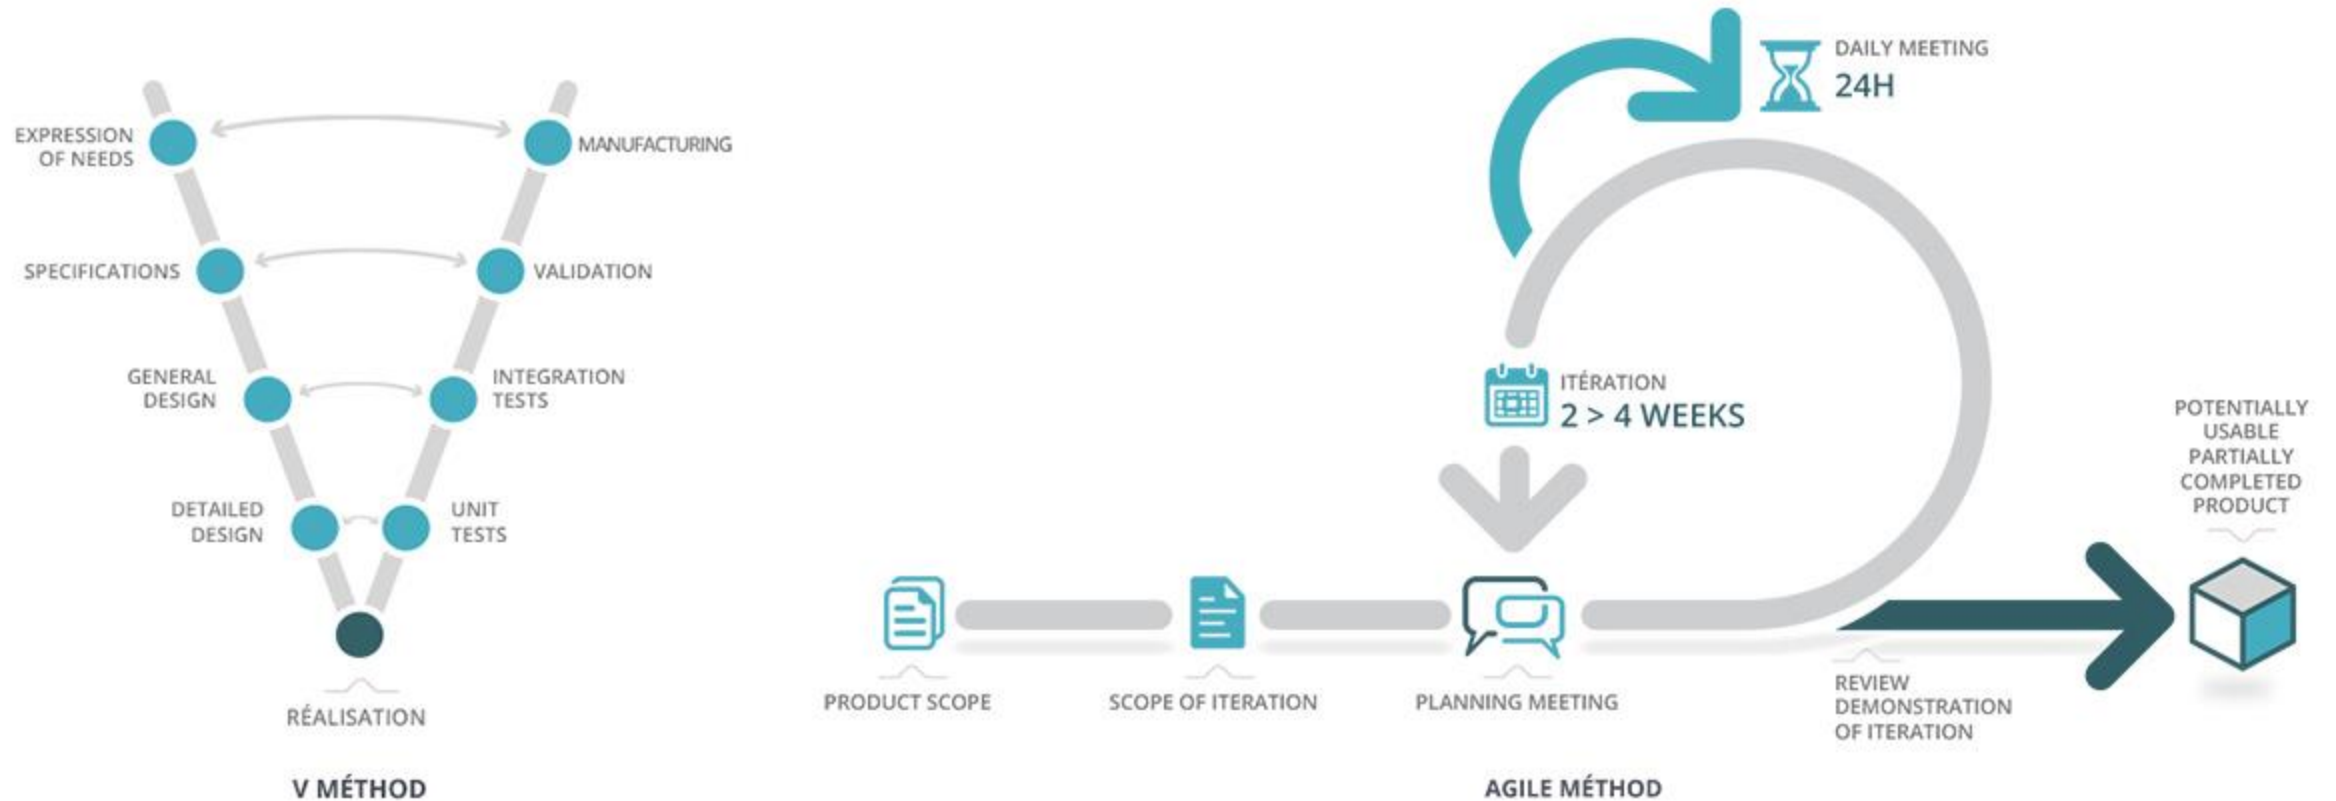 EXPRESSION
OF NEEDS
MANUFACTURING
SPECIFICATIONS
VALIDATION
GENERAL
DESIGN
INTEGRATION
TESTS
DETAILED
DESIGN
UNIT
TESTS
RÉALISATION
V MÉTHOD
DAILY MEETING
24H
ITÉRATION
2 > 4 WEEKS
PRODUCT SCOPE
SCOPE OF ITERATION
PLANNING MEETING
REVIEW
DEMONSTRATION
OF ITERATION
POTENTIALLY
USABLE
PARTIALLY
COMPLETED
PRODUCT
AGILE MÉTHOD